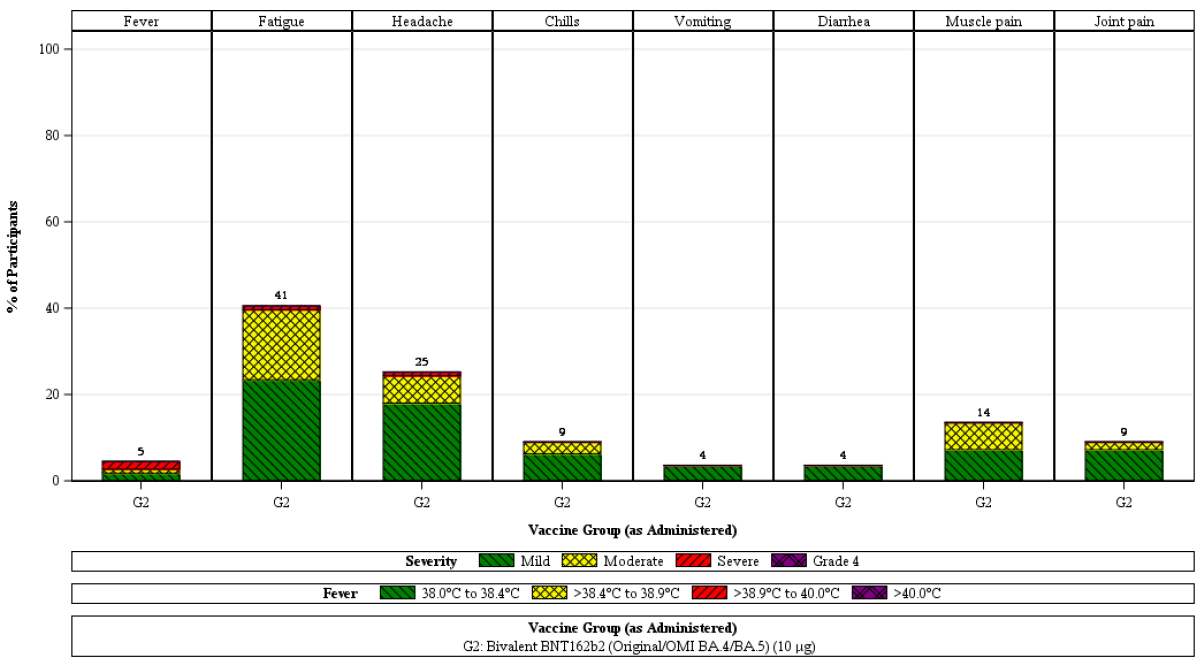 Fever Fatigue Headache Chills Vomiting Diarrhea Muscle pain Joint pain
100
80
60
40
20
0
% of Participants
5 41 25 9 4 4 14 9
G2 G2 G2 G2 G2 G2 G2 G2
Vaccine Group (as Administered)
Severity Mild Moderate Severe Grade 4
Fever 38.0°C to 38.4°C >38.4°C to 38.9°C >38.9°C to 40.0°C >40.0°C
Vaccine Group (as Administered)
G2: Bivalent BNT162b2 (Original/OMI BA.4/BA.5) (10 μg)